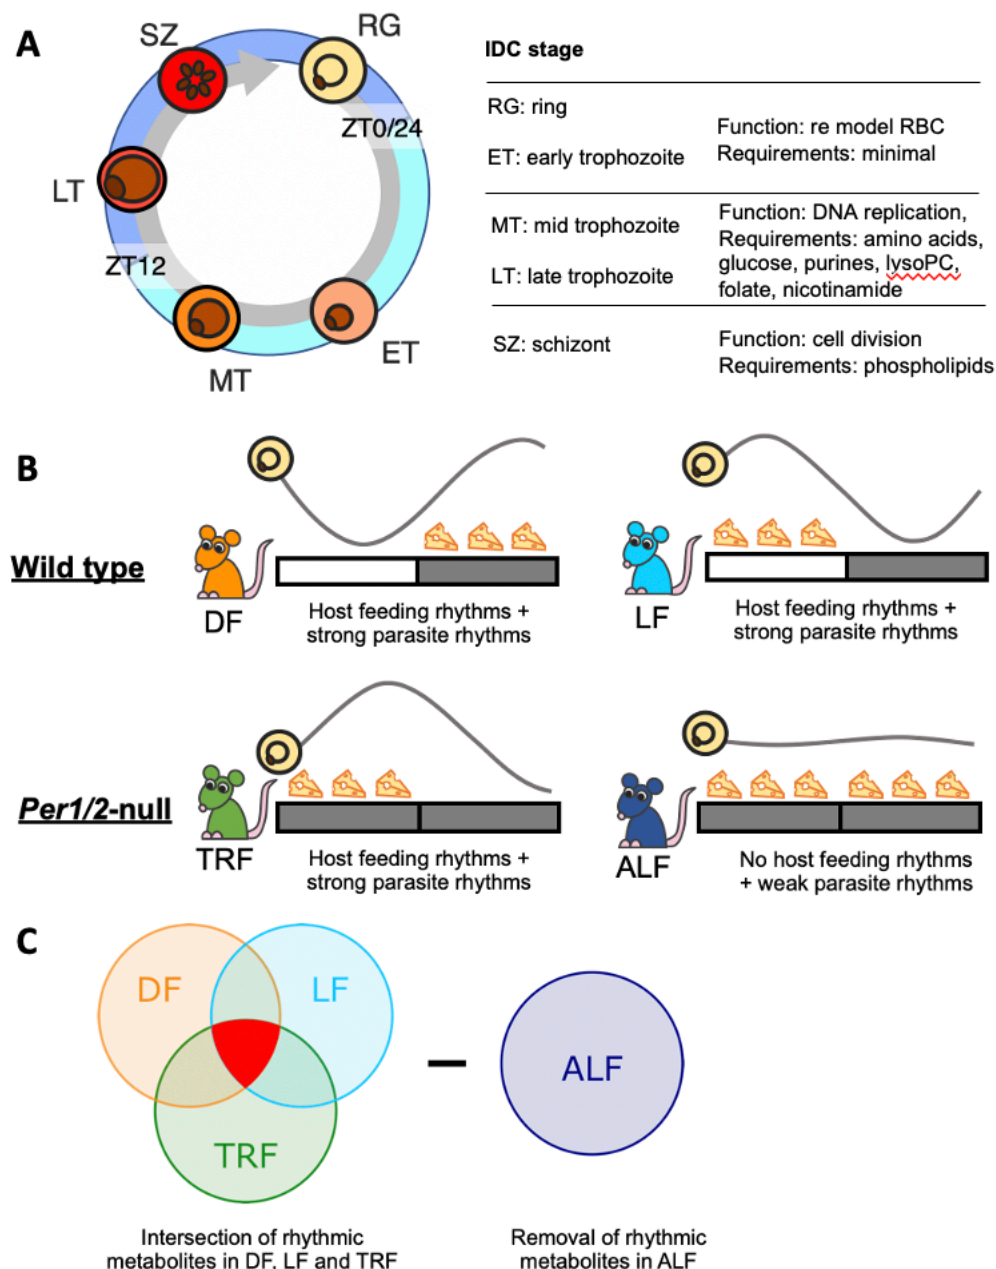 A
SZ
RG
ZT0/24
LT
ZT12
MT
ET
IDC stage
RG: ring
ET: early trophozoite
Function: re model RBC
Requirements: minimal
MT: mid trophozoite
LT: late trophozoite
Function: DNA replication,
Requirements: amino acids,
glucose, purines, lysoPC,
folate, nicotinamide
SZ: schizont
Function: cell division
Requirements: phospholipids
B
Wild type
DF
Host feeding rhythms +
strong parasite rhythms
LF
Host feeding rhythms +
strong parasite rhythms
Per1/2-null
TRF
Host feeding rhythms +
strong parasite rhythms
ALF
No host feeding rhythms
+ weak parasite rhythms
C
DF
LF
TRF
ALF
Intersection of rhythmic
metabolites in DF, LF and TRF
Removal of rhythmic
metabolites in ALF